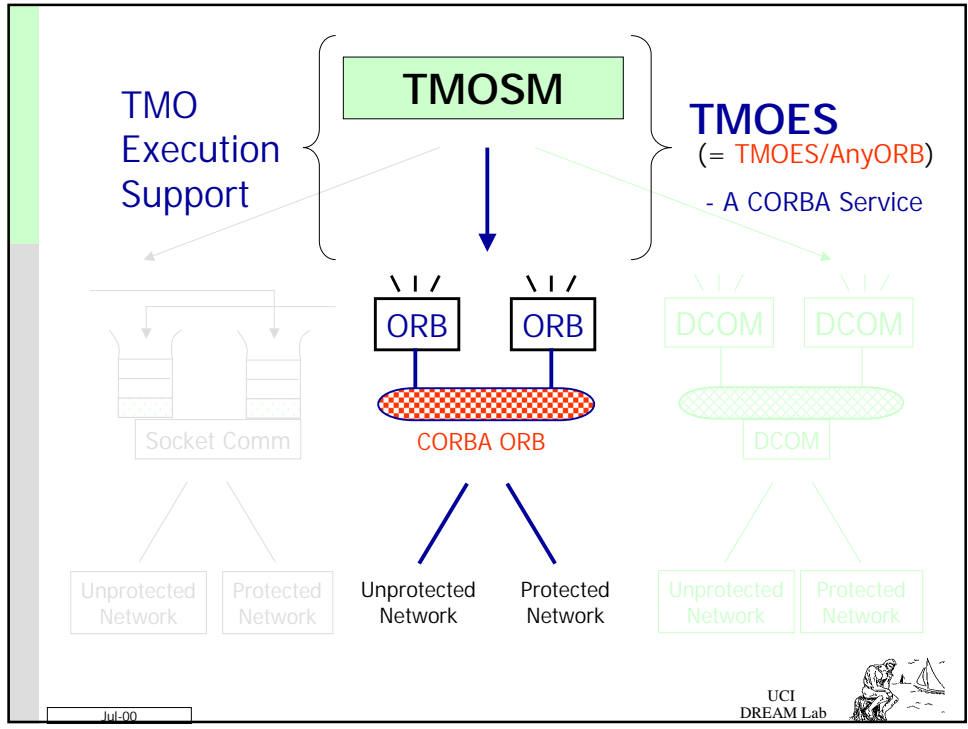 TMOSM
TMO
Execution
Support
TMOES
(= TMOES/AnyORB)
- A CORBA Service
ORB
ORB
DCOM
DCOM
Socket Comm
CORBA ORB
DCOM
Unprotected
Network
Protected
Network
Unprotected
Network
Protected
Network
Unprotected
Network
Protected
Network
Jul-00
UCI
DREAM Lab